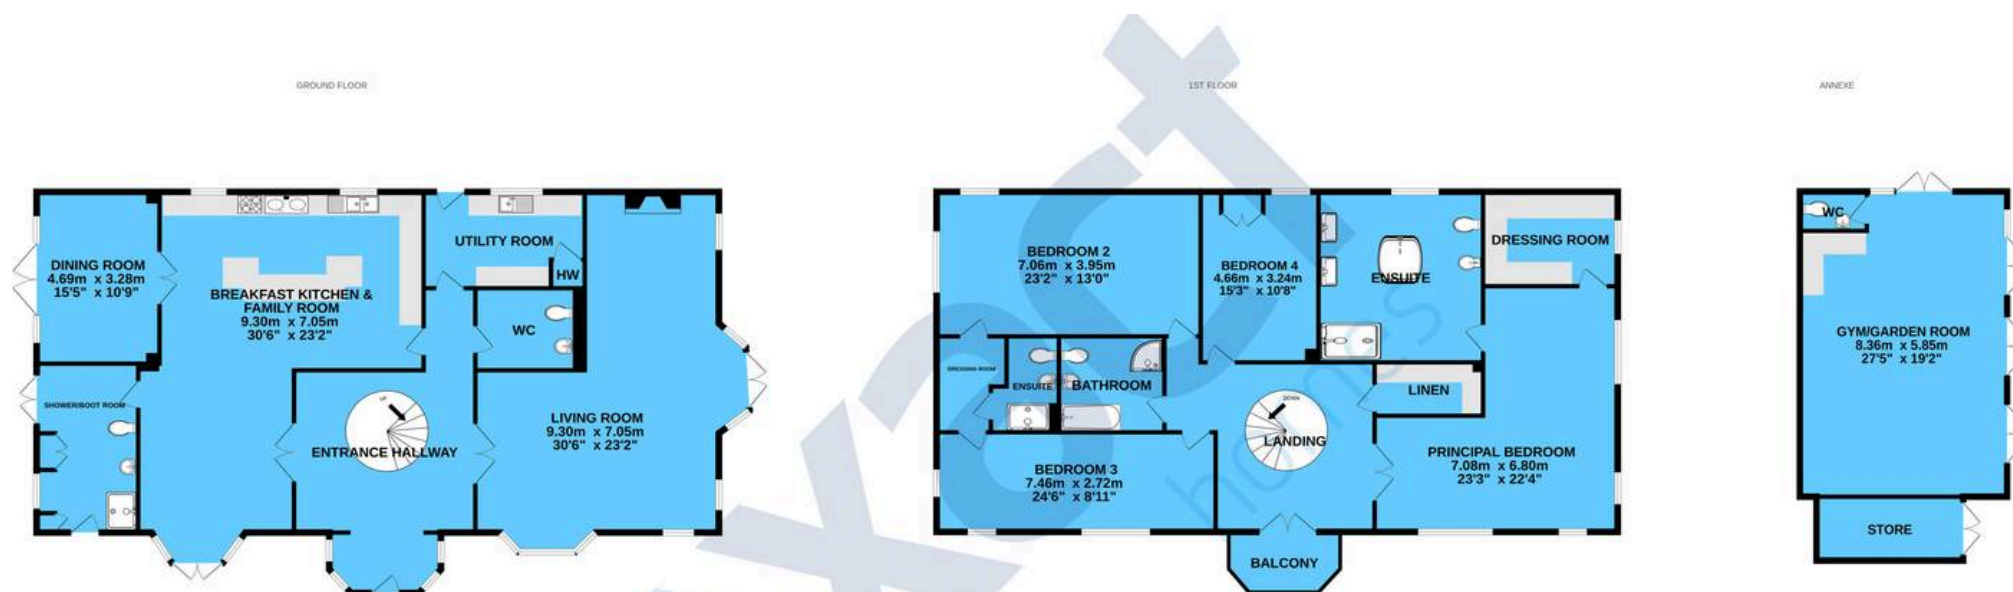 GROUND FLOOR
DINING ROOM
4.69m x 3.28m
15'5" x 10'9"
BREAKFAST KITCHEN &
FAMILY ROOM
9.30m x 7.05m
30'6" x 23'2"
UTILITY ROOM
HW
WC
SHOWER/BOOT ROOM
UP
ENTRANCE HALLWAY
LIVING ROOM
9.30m x 7.05m
30'6" x 23'2"
1ST FLOOR
BEDROOM 2
7.06m x 3.95m
23'2" x 13'0"
BEDROOM 4
4.66m x 3.24m
15'3" x 10'8"
ENSUITE
DRESSING ROOM
DRESSING ROOM
ENSUITE
BATHROOM
LINEN
DOWN
LANDING
BEDROOM 3
7.46m x 2.72m
24'6" x 8'11"
PRINCIPAL BEDROOM
7.08m x 6.80m
23'3" x 22'4"
BALCONY
ANNEXE
WC
GYM/GARDEN ROOM
8.36m x 5.85m
27'5" x 19'2"
STORE
xact
homes